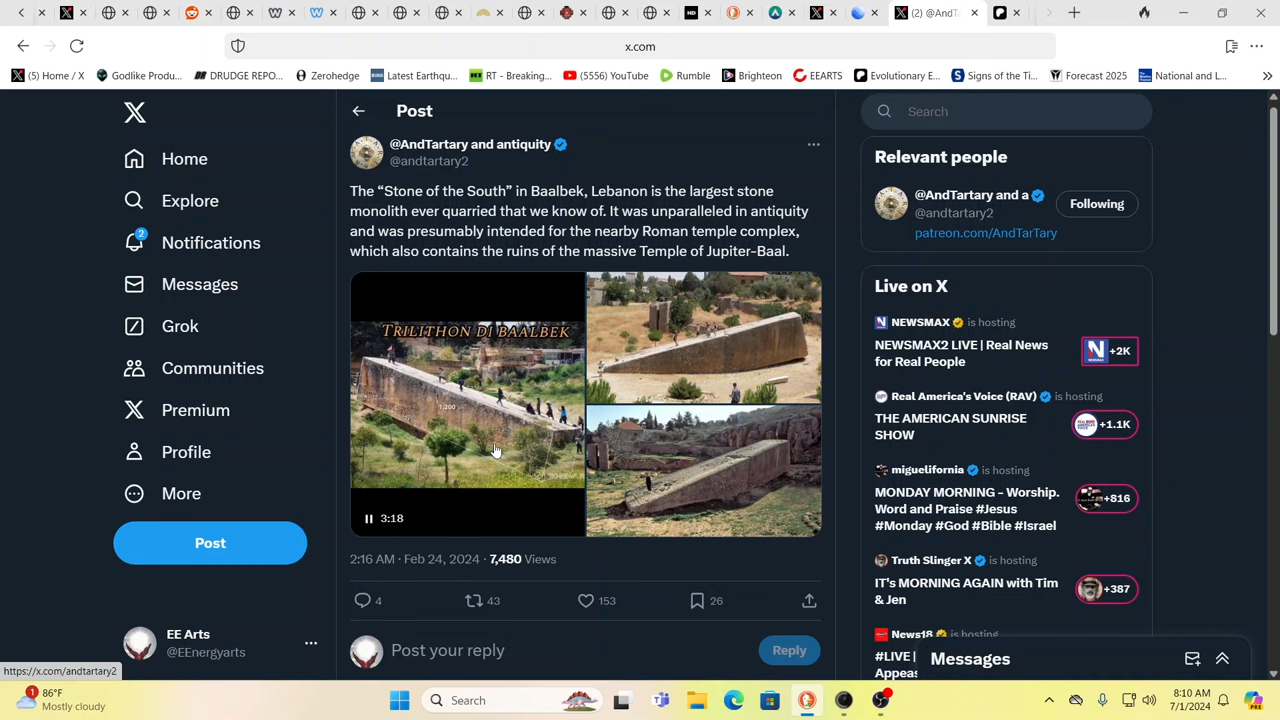 x.com
(2) @AndT
(5) Home / X
Godlike Produ...
DRUDGE REPO...
Zerohedge
Latest Earthqu...
RT - Breaking...
(5556) YouTube
Rumble
Brighteon
EEARTS
Evolutionary E...
Signs of the Ti...
Forecast 2025
National and L...
Home
Explore
2
Notifications
Messages
Grok
Communities
Premium
Profile
More
Post
EE Arts
@EEnergyarts
https://x.com/andtartary2
Post
@AndTartary and antiquity
@andtartary2
The “Stone of the South” in Baalbek, Lebanon is the largest stone
monolith ever quarried that we know of. It was unparalleled in antiquity
and was presumably intended for the nearby Roman temple complex,
which also contains the ruins of the massive Temple of Jupiter-Baal.
TRILITHON DI BAALBEK
1.200
3:18
2:16 AM · Feb 24, 2024 · 7,480 Views
4
43
153
26
Post your reply
Reply
Search
Relevant people
@AndTartary and a
@andtartary2
Following
patreon.com/AndTarTary
Live on X
NEWSMAX is hosting
NEWSMAX2 LIVE | Real News
for Real People
+2K
Real America's Voice (RAV) is hosting
THE AMERICAN SUNRISE
SHOW
+1.1K
miguelifornia is hosting
MONDAY MORNING - Worship.
Word and Praise #Jesus
#Monday #God #Bible #Israel
+816
Truth Slinger X is hosting
IT'S MORNING AGAIN with Tim
& Jen
+387
News18 is hosting
#LIVE |
Appeas
Messages
1
86°F
Mostly cloudy
Search
8:10 AM
7/1/2024